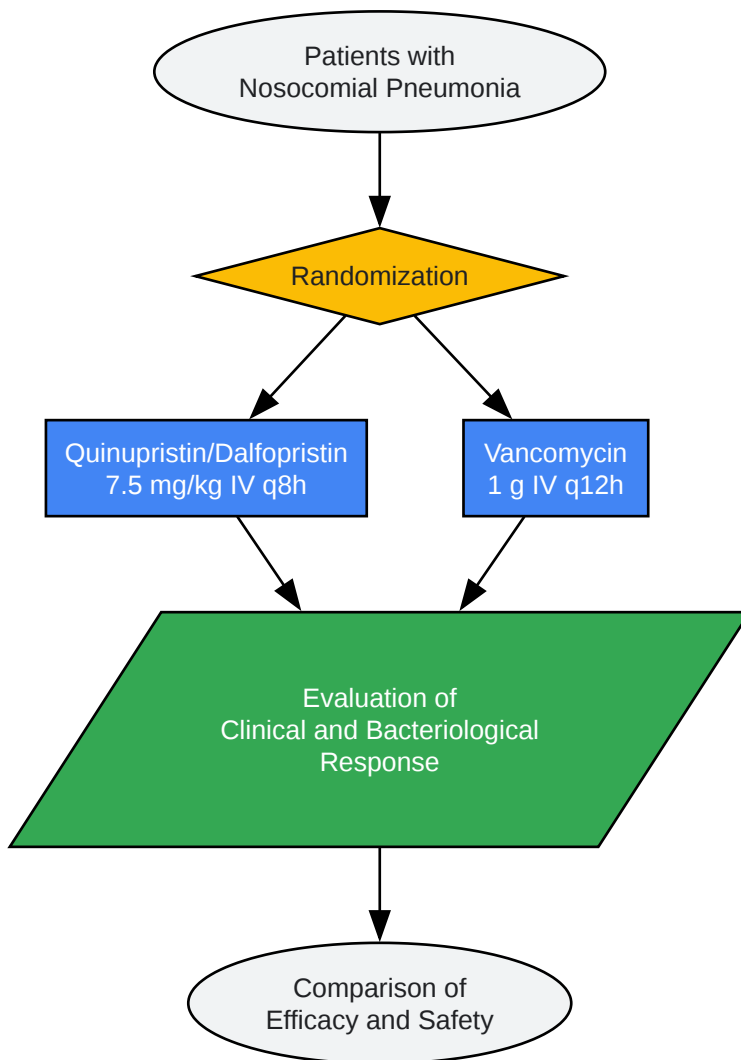 Patients with
Nosocomial Pneumonia
Randomization
Quinupristin/Dalfopristin
7.5 mg/kg IV q8h
Vancomycin
1 g IV q12h
Evaluation of
Clinical and Bacteriological
Response
Comparison of
Efficacy and Safety